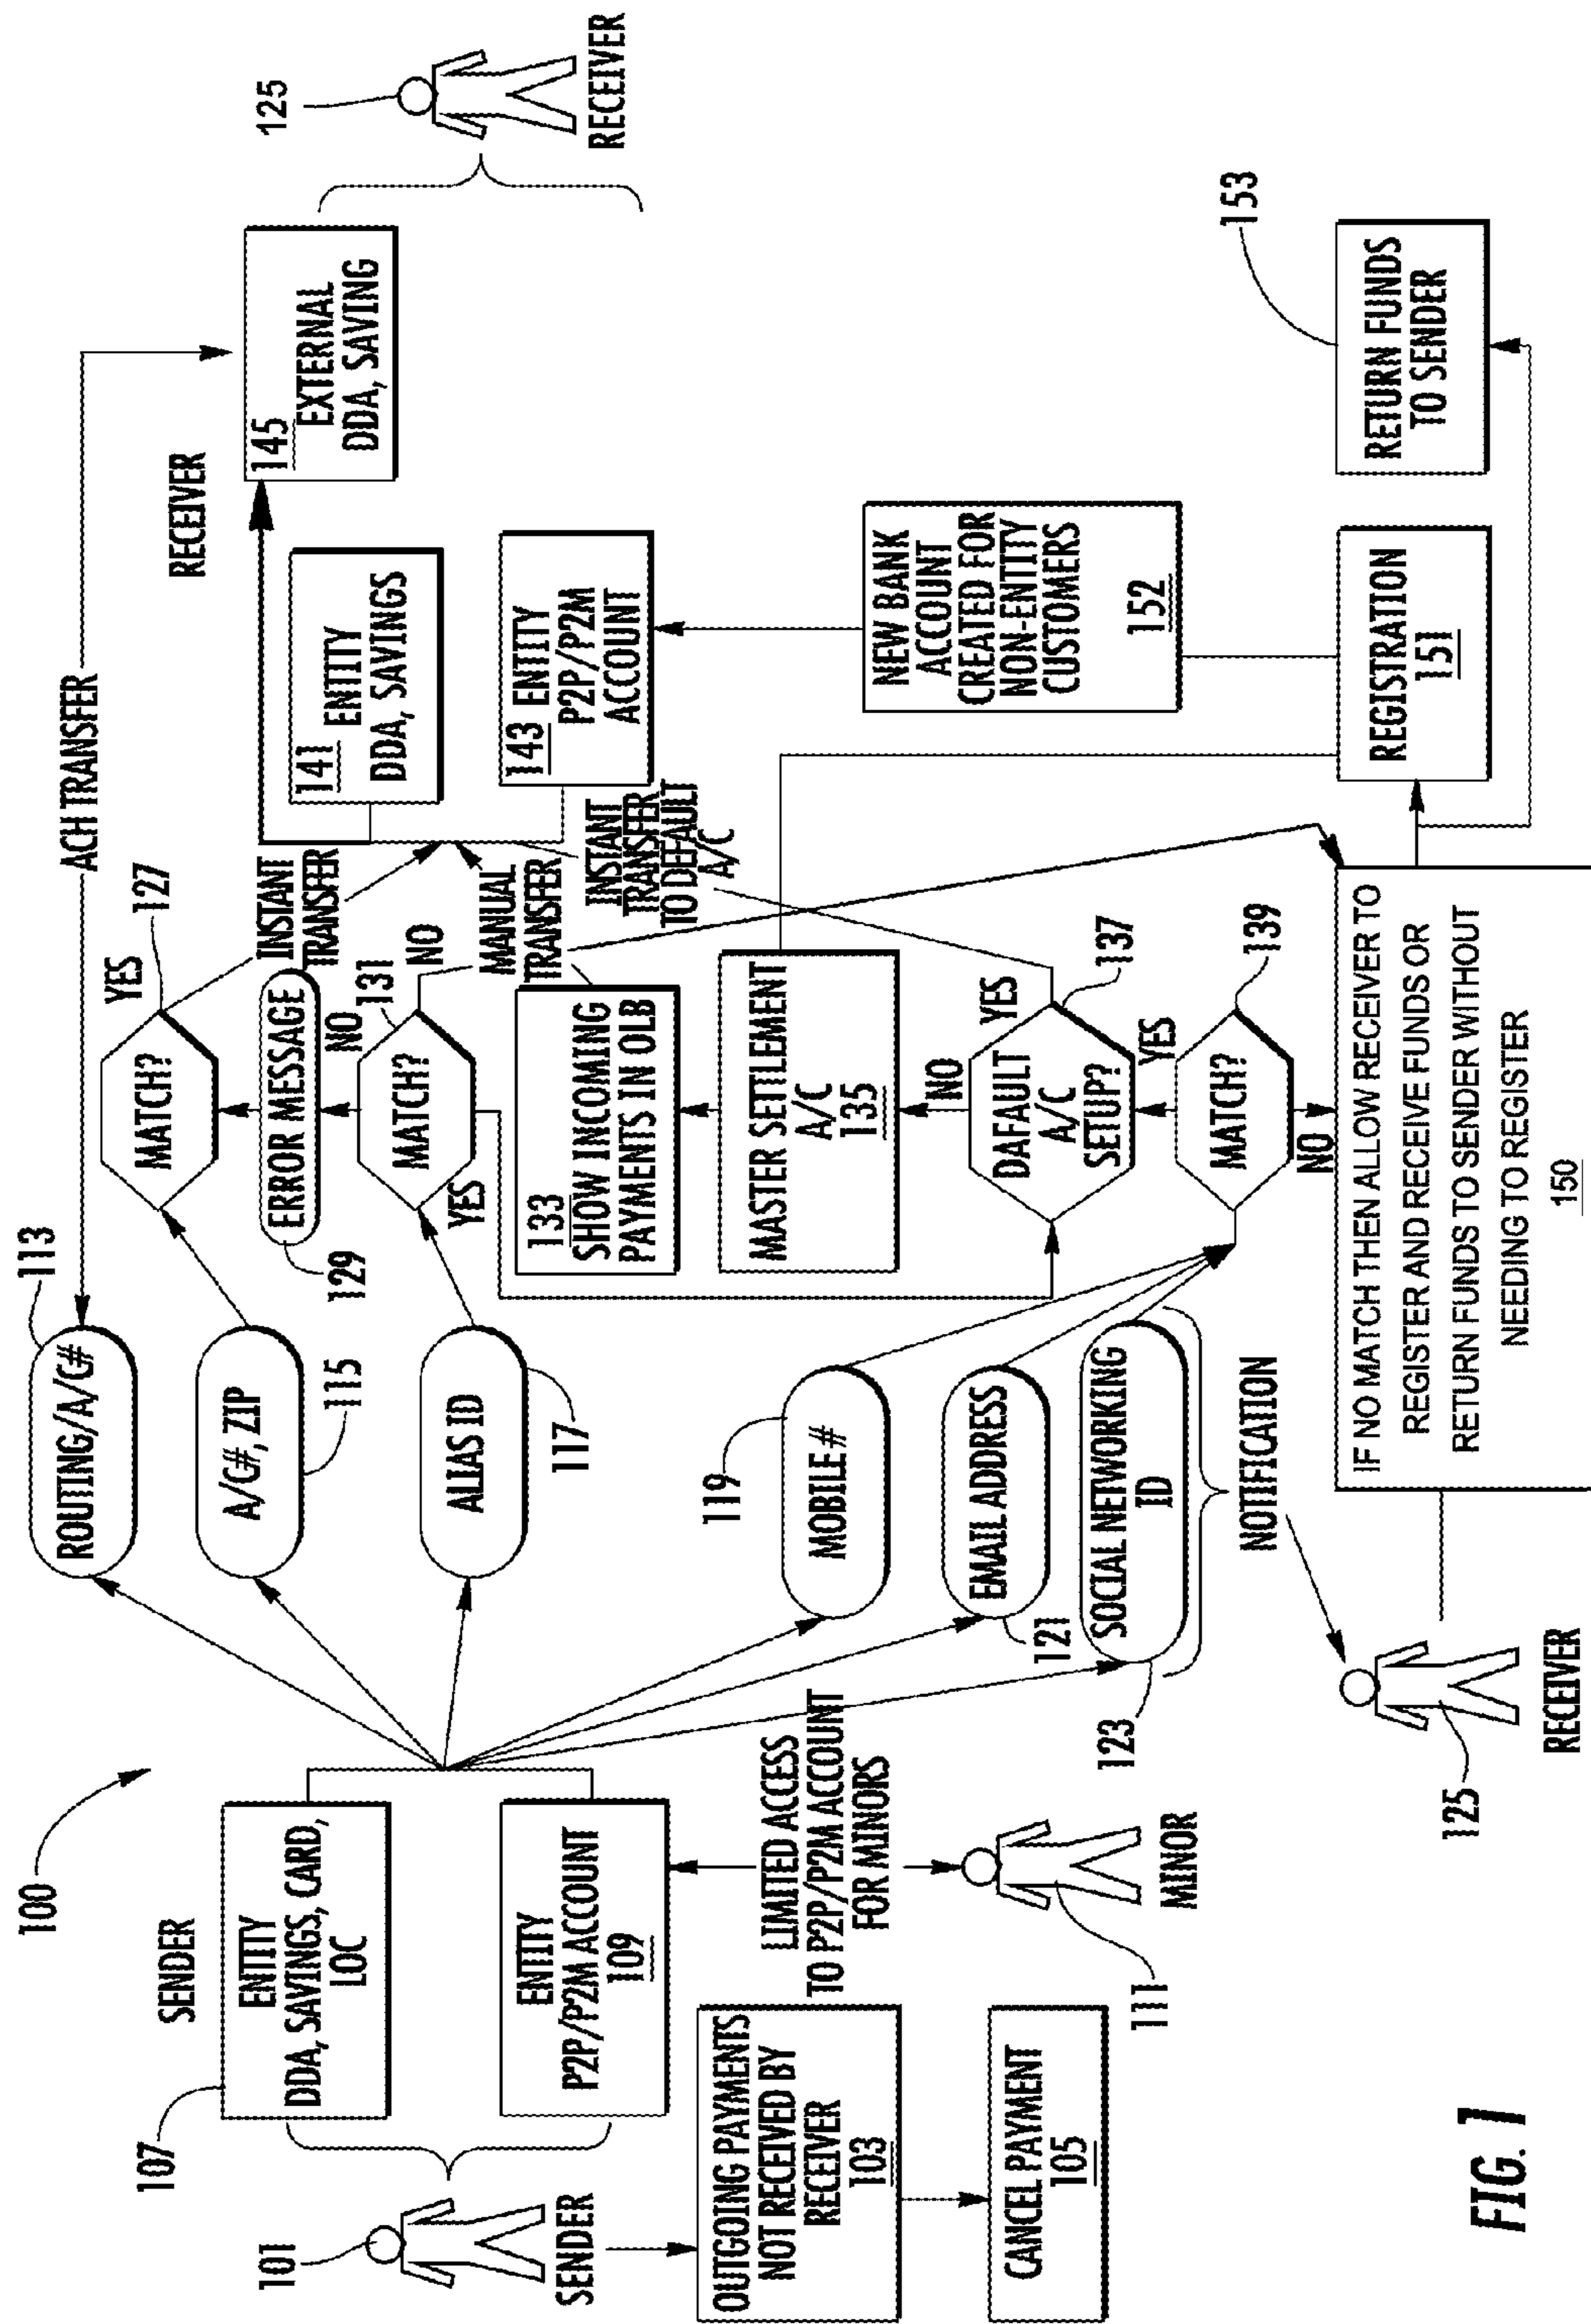 100
SENDER
107
ENTITY
DDA, SAVINGS, CARD,
LOC
ENTITY
P2P/P2M ACCOUNT
109
101
SENDER
OUTGOING PAYMENTS
NOT RECEIVED BY
RECEIVER
103
CANCEL PAYMENT
105
LIMITED ACCESS
TO P2P/P2M ACCOUNT
FOR MINORS
111
MINOR
113
ROUTING/A/C#
A/C#, ZIP
115
ALIAS ID
117
119
MOBILE #
EMAIL ADDRESS
121
SOCIAL NETWORKING
ID
123
NOTIFICATION
125
RECEIVER
ACH TRANSFER
YES
127
MATCH?
INSTANT
TRANSFER
ERROR MESSAGE
129
NO
131
MATCH?
NO
YES
MANUAL
TRANSFER
133
SHOW INCOMING
PAYMENTS IN OLB
MASTER SETTLEMENT
A/C
135
NO
YES
DAFAULT
A/C
SETUP?
137
INSTANT
TRANSFER
TO DEFAULT
A/C
YES
MATCH?
139
NO
IF NO MATCH THEN ALLOW RECEIVER TO
REGISTER AND RECEIVE FUNDS OR
RETURN FUNDS TO SENDER WITHOUT
NEEDING TO REGISTER
150
RECEIVER
141 ENTITY
DDA, SAVINGS
143 ENTITY
P2P/P2M
ACCOUNT
145
EXTERNAL
DDA, SAVING
125
RECEIVER
NEW BANK
ACCOUNT
CREATED FOR
NON-ENTITY
CUSTOMERS
152
REGISTRATION
151
153
RETURN FUNDS
TO SENDER
FIG. 1